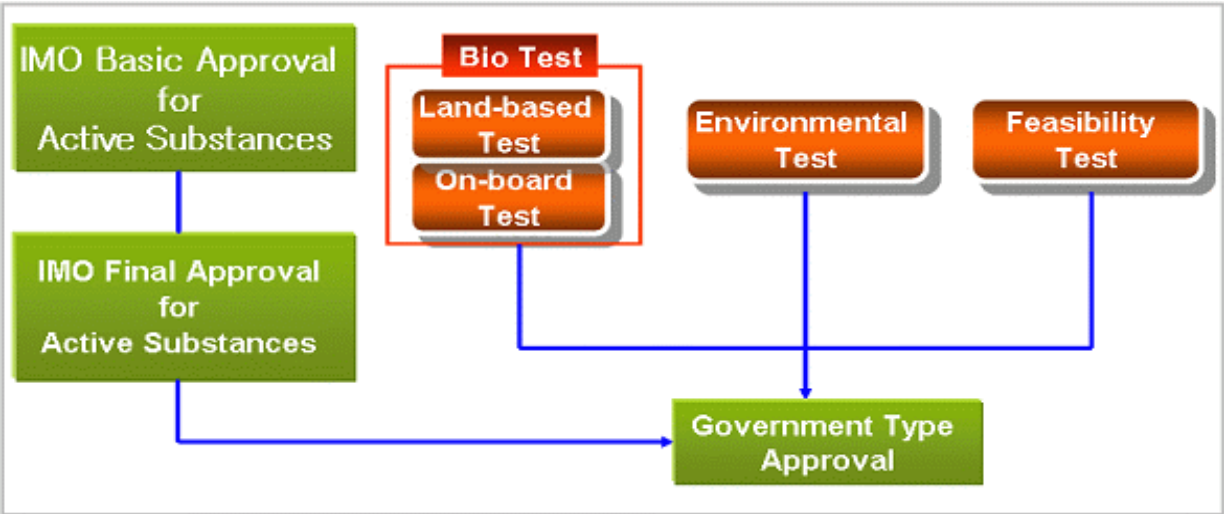 IMO Basic Approval
for
Active Substances
IMO Final Approval
for
Active Substances
Bio Test
Land-based
Test
On-board
Test
Environmental
Test
Feasibility
Test
Government Type
Approval